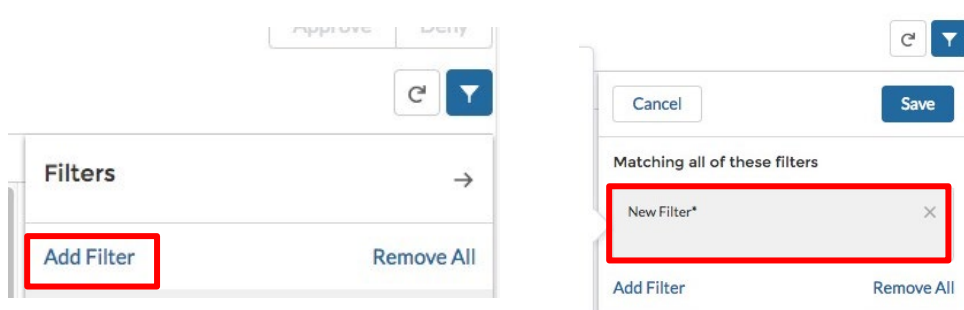 Approve Deny
Filters
Add Filter Remove All
Cancel Save
Matching all of these filters
New Filter*
Add Filter Remove All